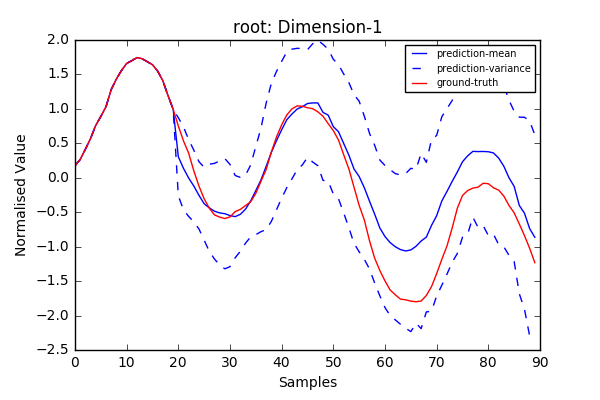 root: Dimension-1
prediction-mean
prediction-variance
ground-truth
Normalised Value
2.0
1.5
1.0
0.5
0.0
−0.5
−1.0
−1.5
−2.0
−2.5
0 10 20 30 40 50 60 70 80 90
Samples